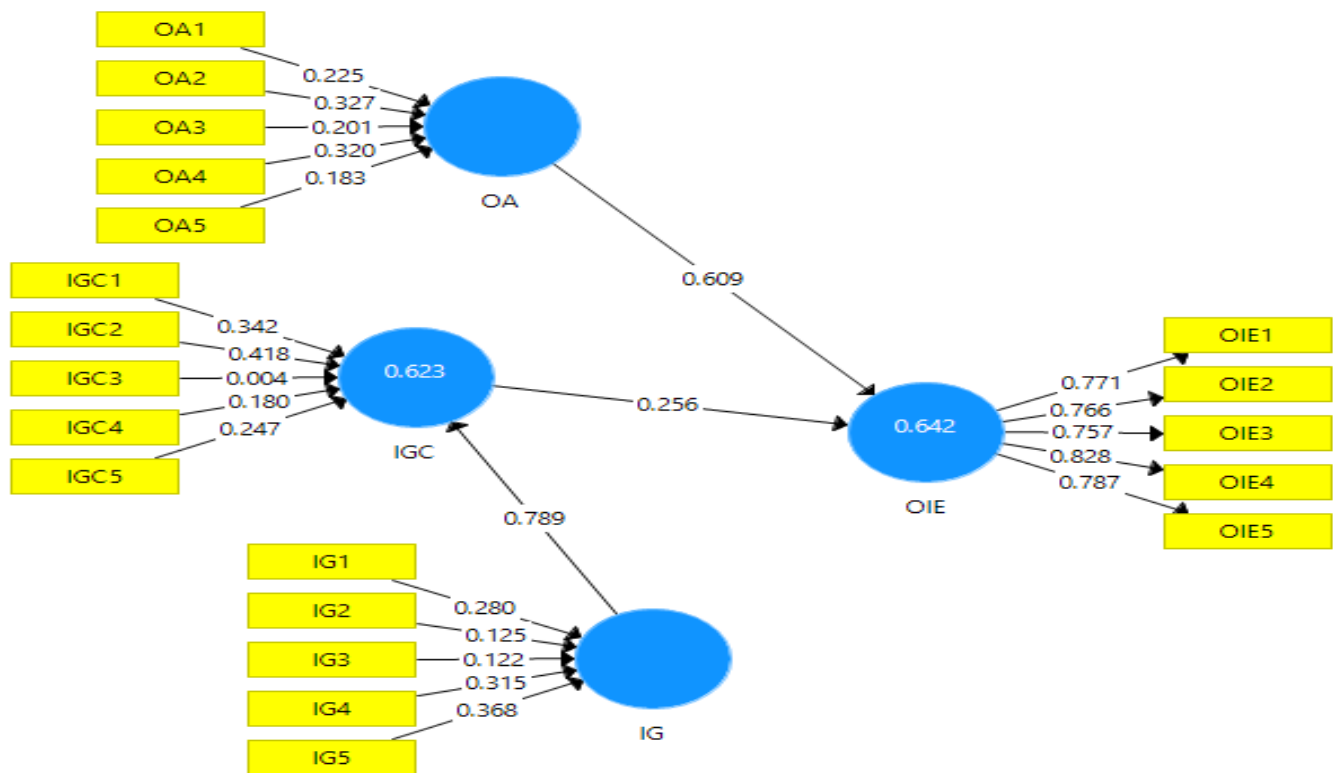 OA1
OA2
OA3
OA4
OA5
0.225
0.327
0.201
0.320
0.183
OA
0.609
IGC1
IGC2
IGC3
IGC4
IGC5
0.342
0.418
0.004
0.180
0.247
0.623
IGC
0.256
0.642
OIE
0.771
0.766
0.757
0.828
0.787
OIE1
OIE2
OIE3
OIE4
OIE5
0.789
IG1
IG2
IG3
IG4
IG5
0.280
0.125
0.122
0.315
0.368
IG